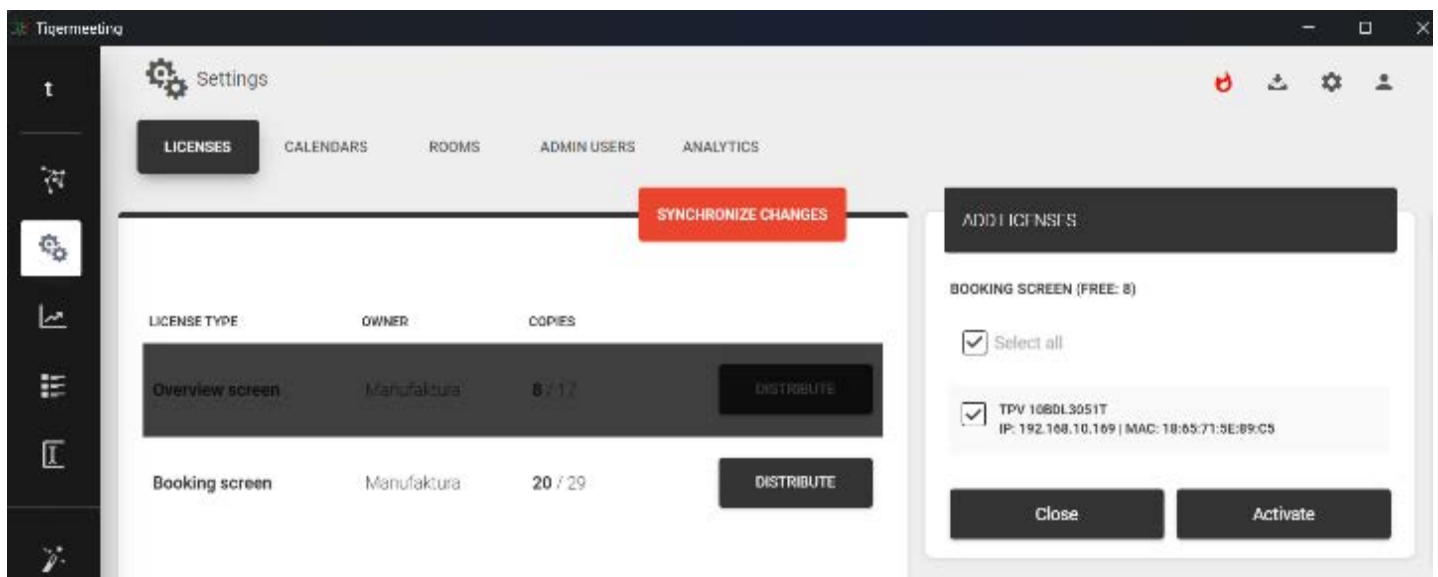 Tigermeeting
t
Settings
LICENSES CALENDARS ROOMS ADMIN USERS ANALYTICS
SYNCHRONIZE CHANGES
ADD LICENSES
BOOKING SCREEN (FREE: 8)
LICENSE TYPE OWNER COPIES
Select all
Overview screen Manufaktura 8 / 17 DISTRIBUTE
TPV 10BDL3051T
IP: 192.168.10.169 | MAC: 18:65:71:5E:89:C5
Booking screen Manufaktura 20 / 29 DISTRIBUTE
Close Activate